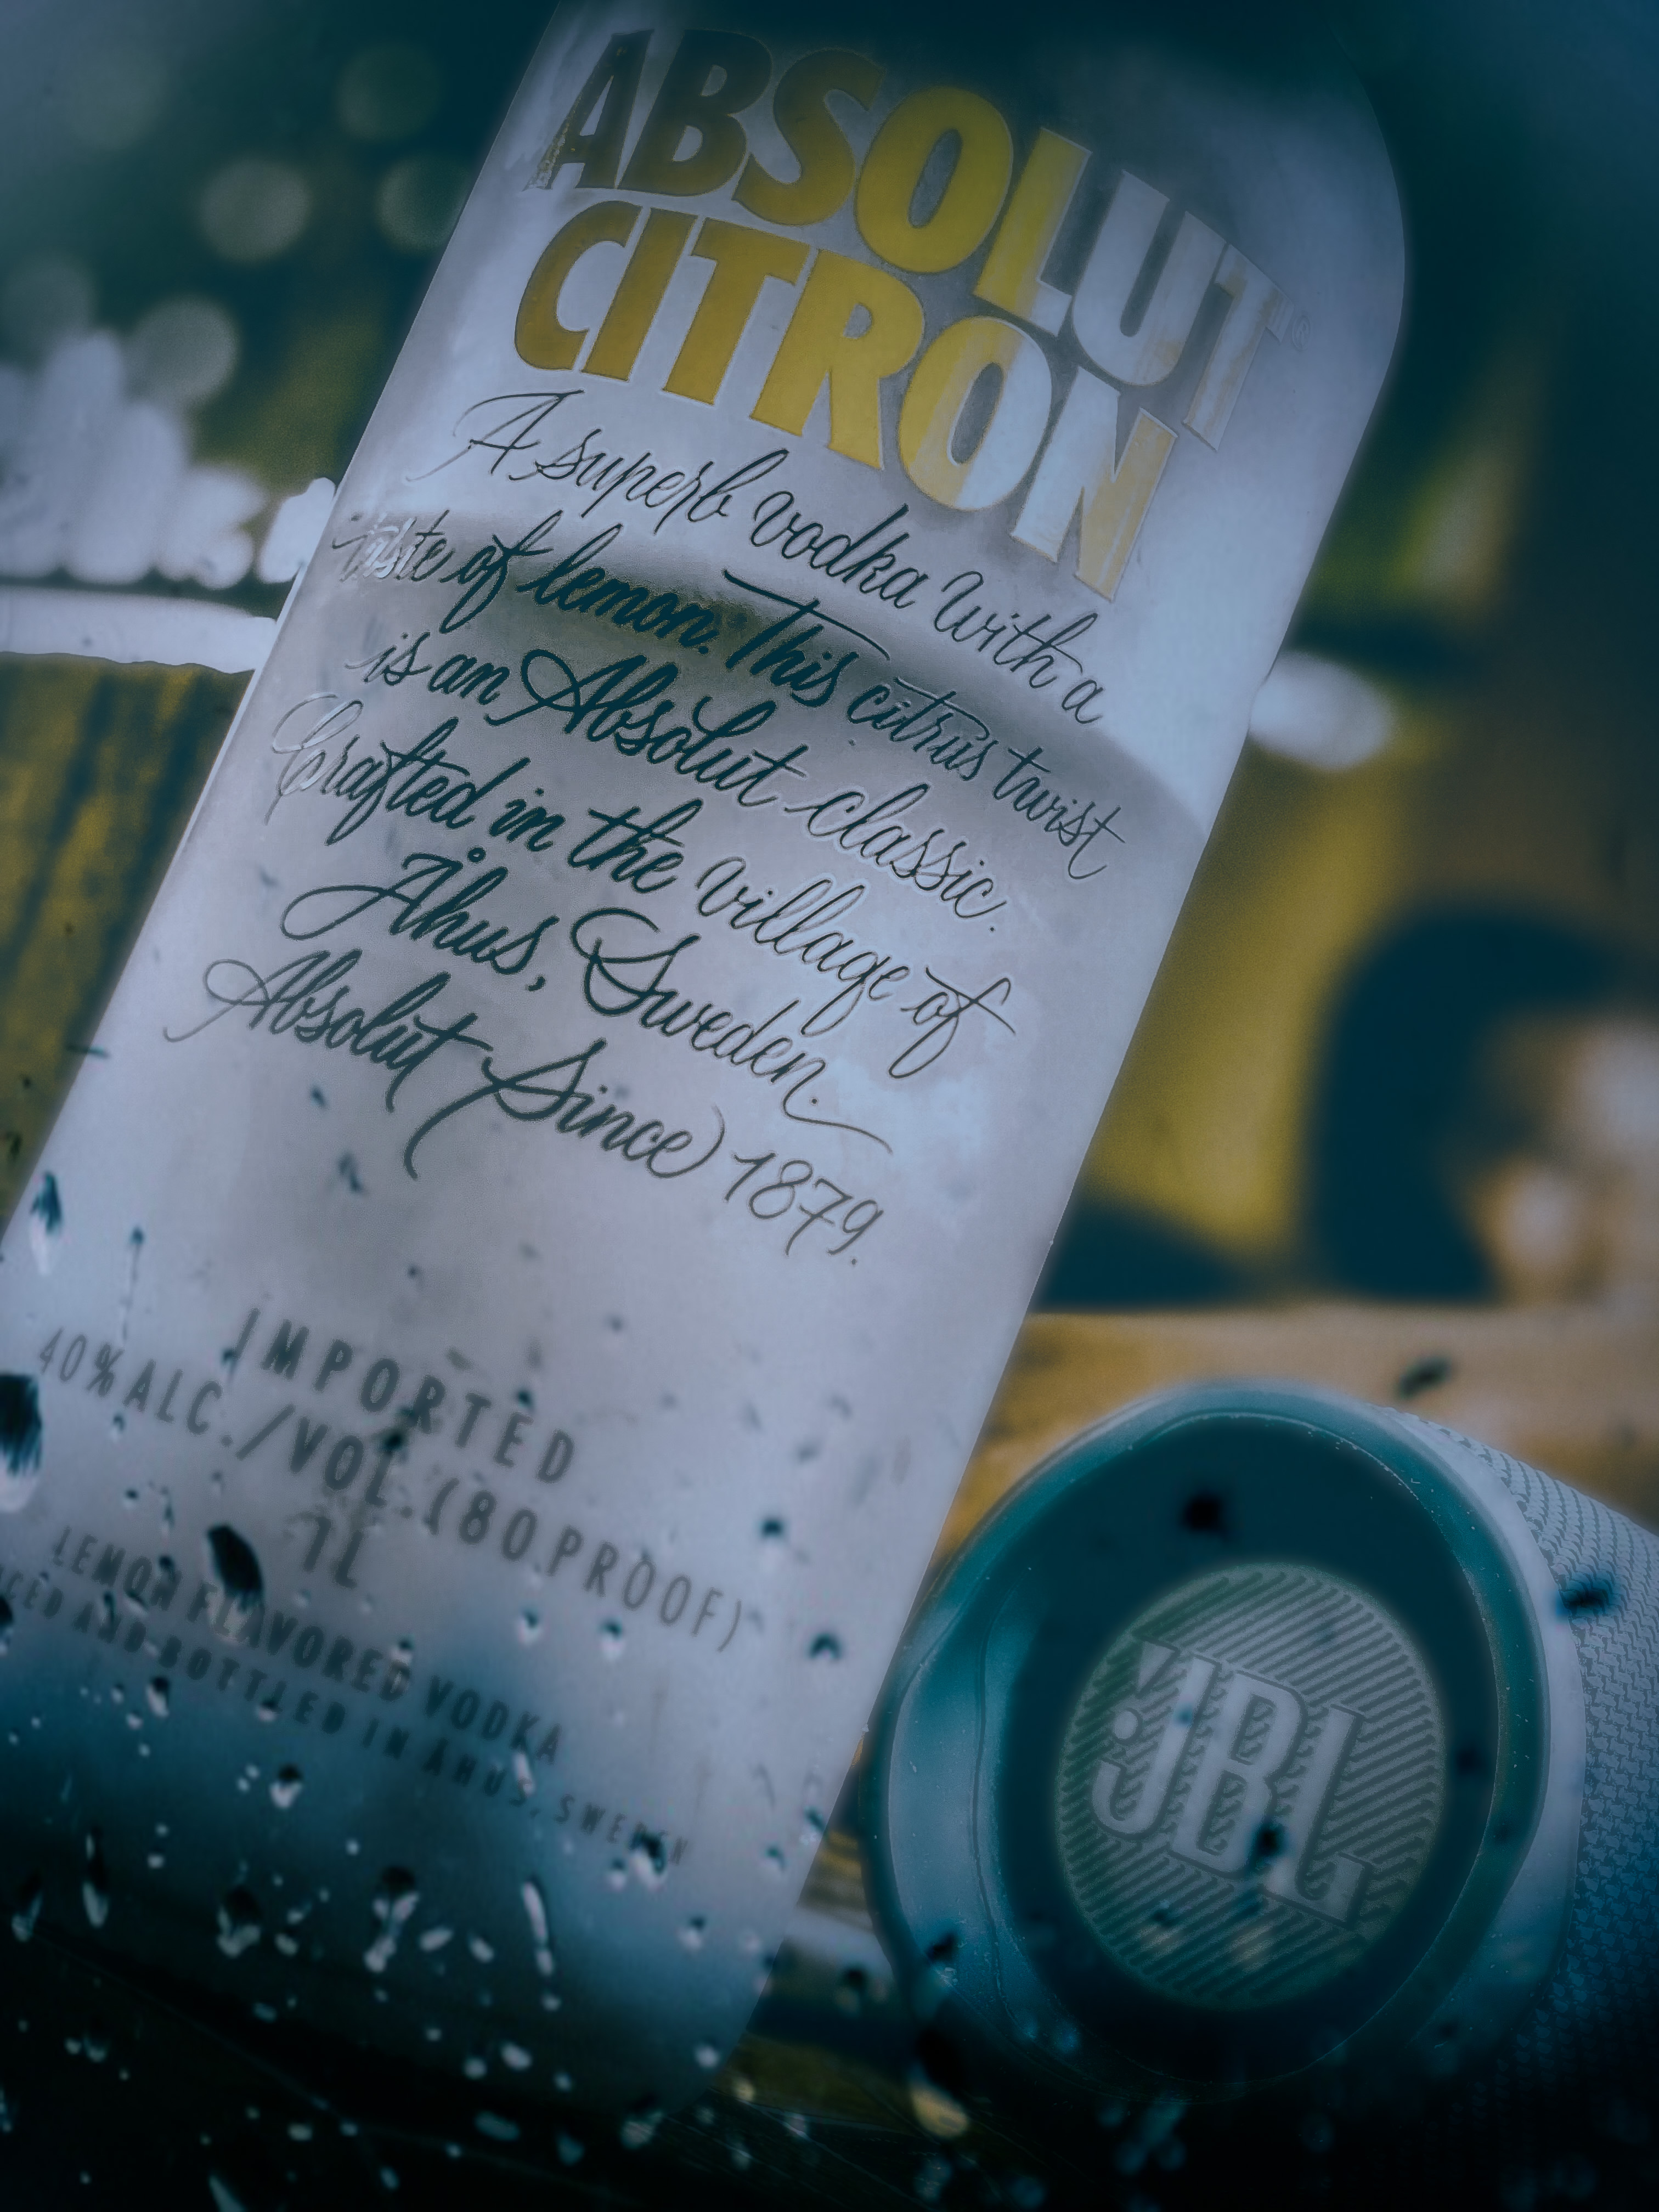 ABSOLUT®
CITRON
A superb vodka with a
taste of lemon. This citrus twist
is an Absolut classic.
Crafted in the village of
Åhus, Sweden.
Absolut Since 1879.
IMPORTED
40% ALC./VOL. (80 PROOF)
1L
LEMON FLAVORED VODKA
AND BOTTLED IN ÅHUS, SWEDEN
JBL